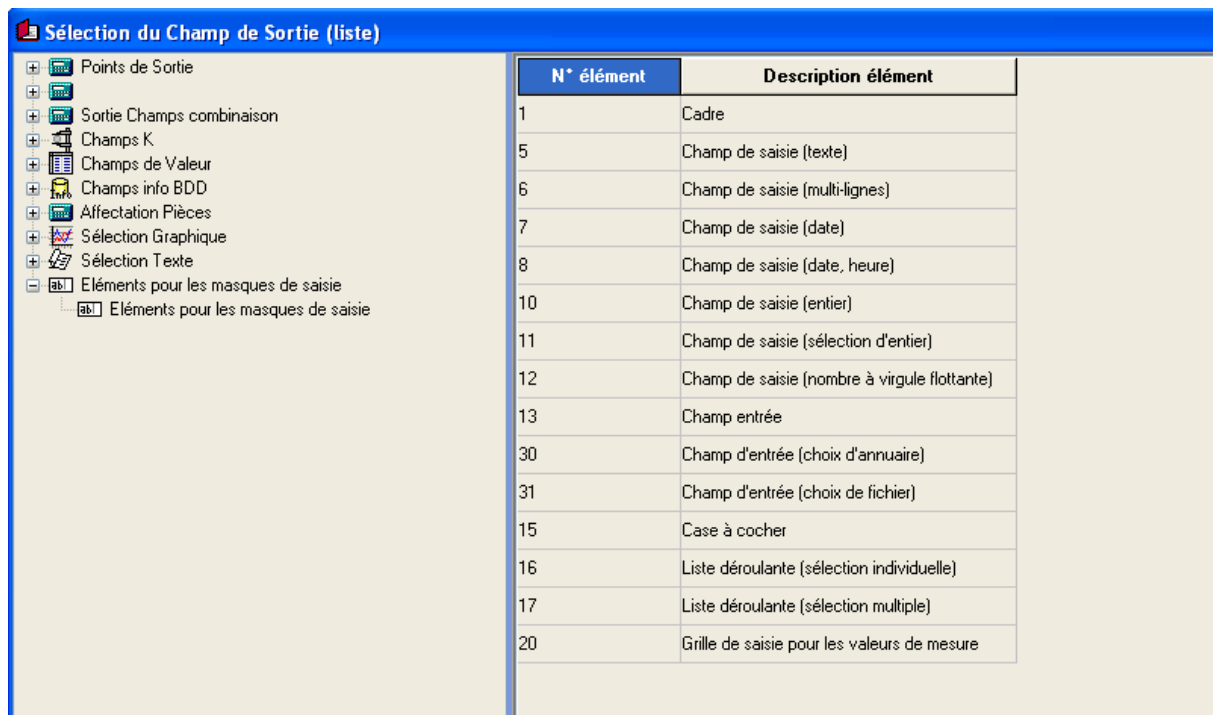 Sélection du Champ de Sortie (liste)
Points de Sortie
Sortie Champs combinaison
Champs K
Champs de Valeur
Champs info BDD
Affectation Pièces
Sélection Graphique
Sélection Texte
Eléments pour les masques de saisie
Eléments pour les masques de saisie
N° élément Description élément
1 Cadre
5 Champ de saisie (texte)
6 Champ de saisie (multi-lignes)
7 Champ de saisie (date)
8 Champ de saisie (date, heure)
10 Champ de saisie (entier)
11 Champ de saisie (sélection d'entier)
12 Champ de saisie (nombre à virgule flottante)
13 Champ entrée
30 Champ d'entrée (choix d'annuaire)
31 Champ d'entrée (choix de fichier)
15 Case à cocher
16 Liste déroulante (sélection individuelle)
17 Liste déroulante (sélection multiple)
20 Grille de saisie pour les valeurs de mesure